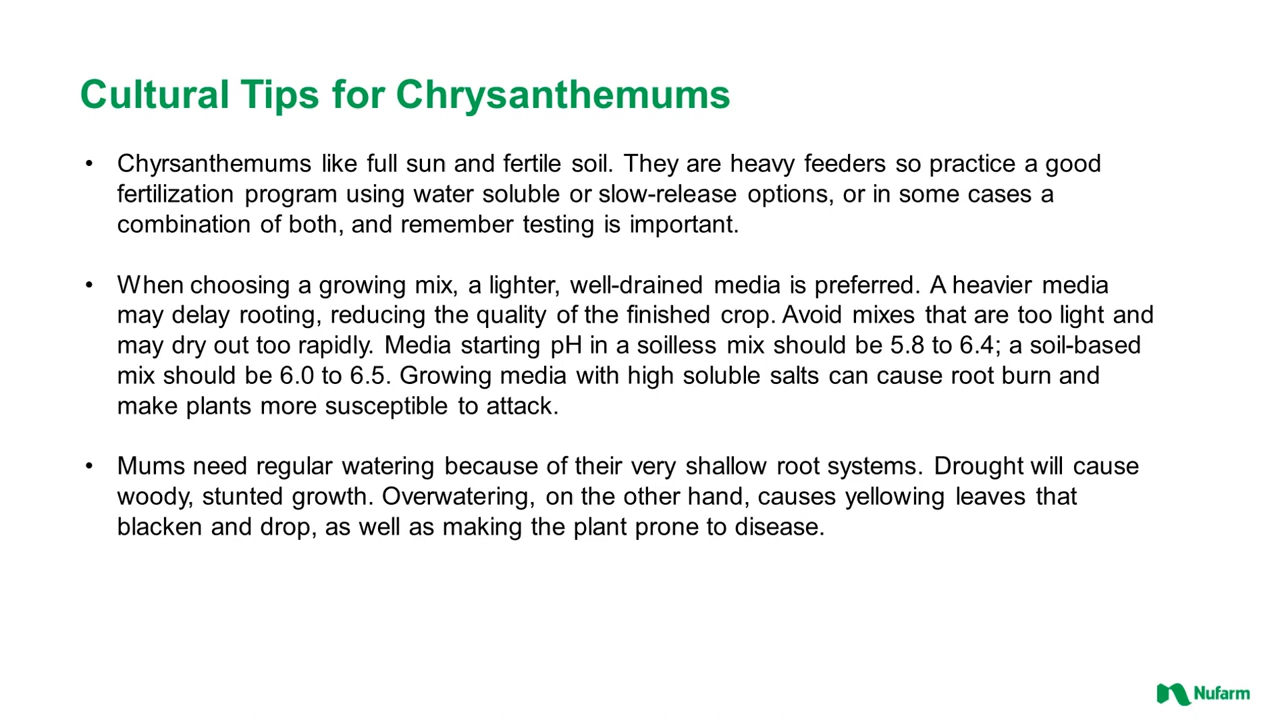 Cultural Tips for Chrysanthemums
• Chyrsanthemums like full sun and fertile soil. They are heavy feeders so practice a good
fertilization program using water soluble or slow-release options, or in some cases a
combination of both, and remember testing is important.
• When choosing a growing mix, a lighter, well-drained media is preferred. A heavier media
may delay rooting, reducing the quality of the finished crop. Avoid mixes that are too light and
may dry out too rapidly. Media starting pH in a soilless mix should be 5.8 to 6.4; a soil-based
mix should be 6.0 to 6.5. Growing media with high soluble salts can cause root burn and
make plants more susceptible to attack.
• Mums need regular watering because of their very shallow root systems. Drought will cause
woody, stunted growth. Overwatering, on the other hand, causes yellowing leaves that
blacken and drop, as well as making the plant prone to disease.
Nufarm